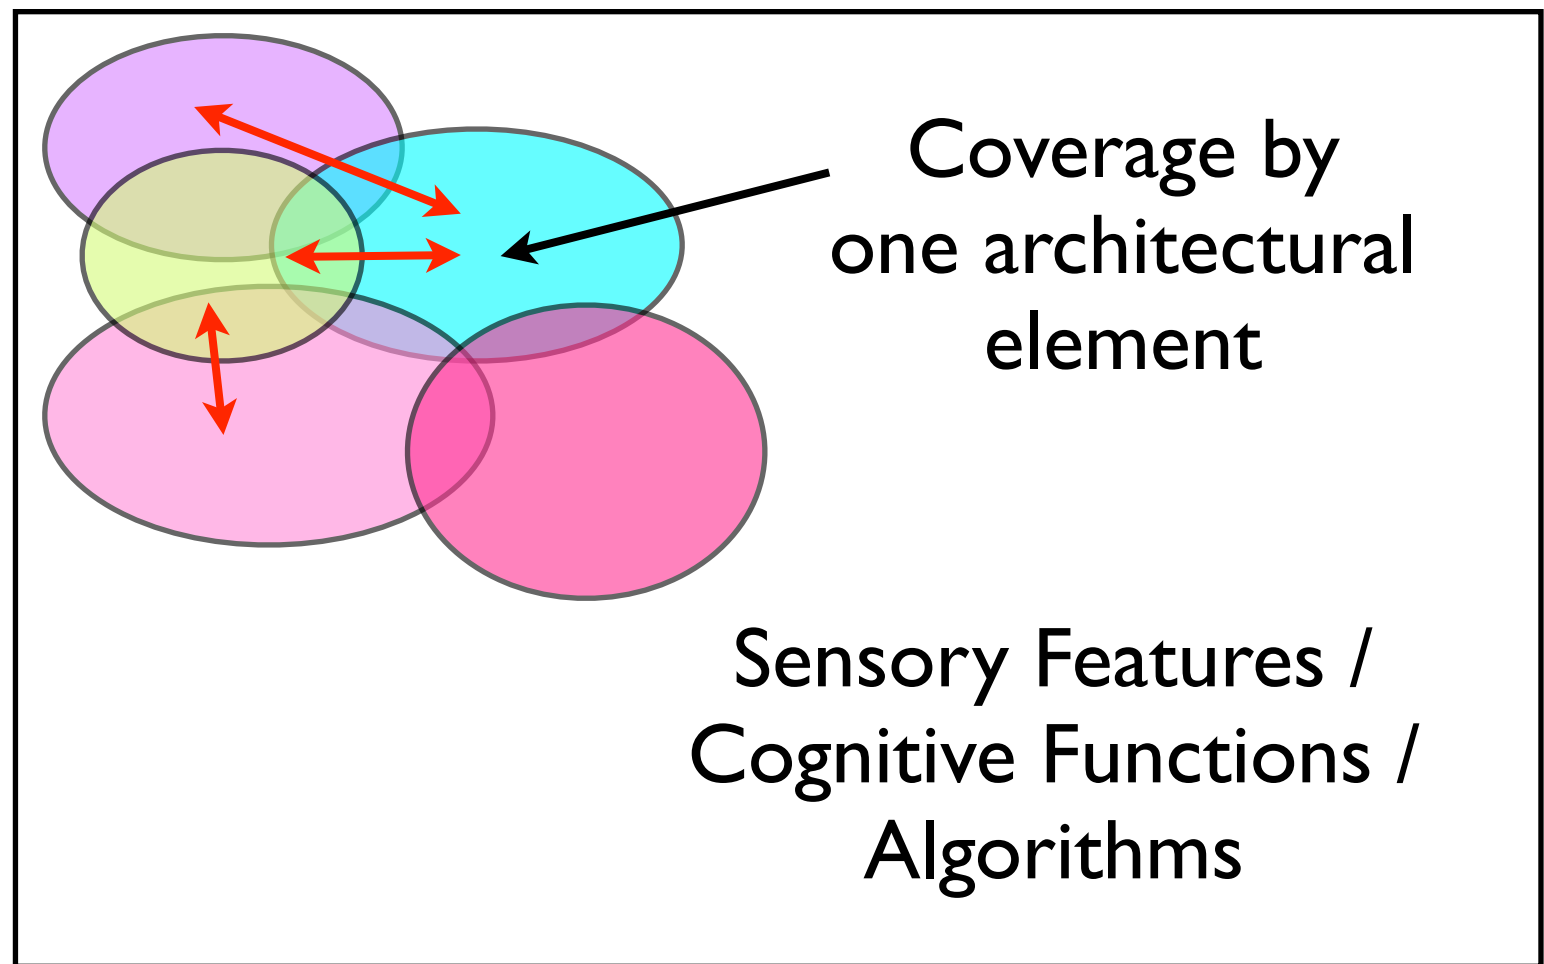 Coverage by
one architectural
element
Sensory Features /
Cognitive Functions /
Algorithms